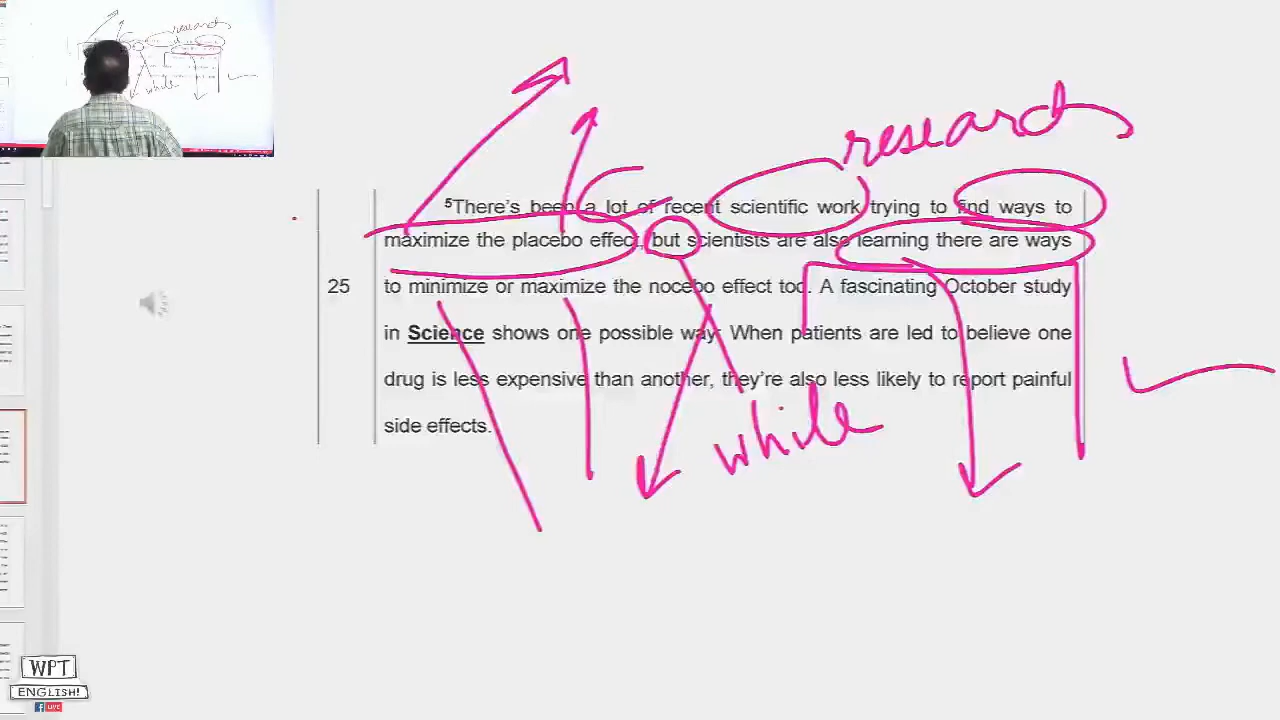 research
⁵There's been a lot of recent scientific work trying to find ways to
maximize the placebo effect, but scientists are also learning there are ways
25 to minimize or maximize the nocebo effect too. A fascinating October study
in Science shows one possible way. When patients are led to believe one
drug is less expensive than another, they're also less likely to report painful
side effects.
while
WPT
ENGLISH!
LIVE